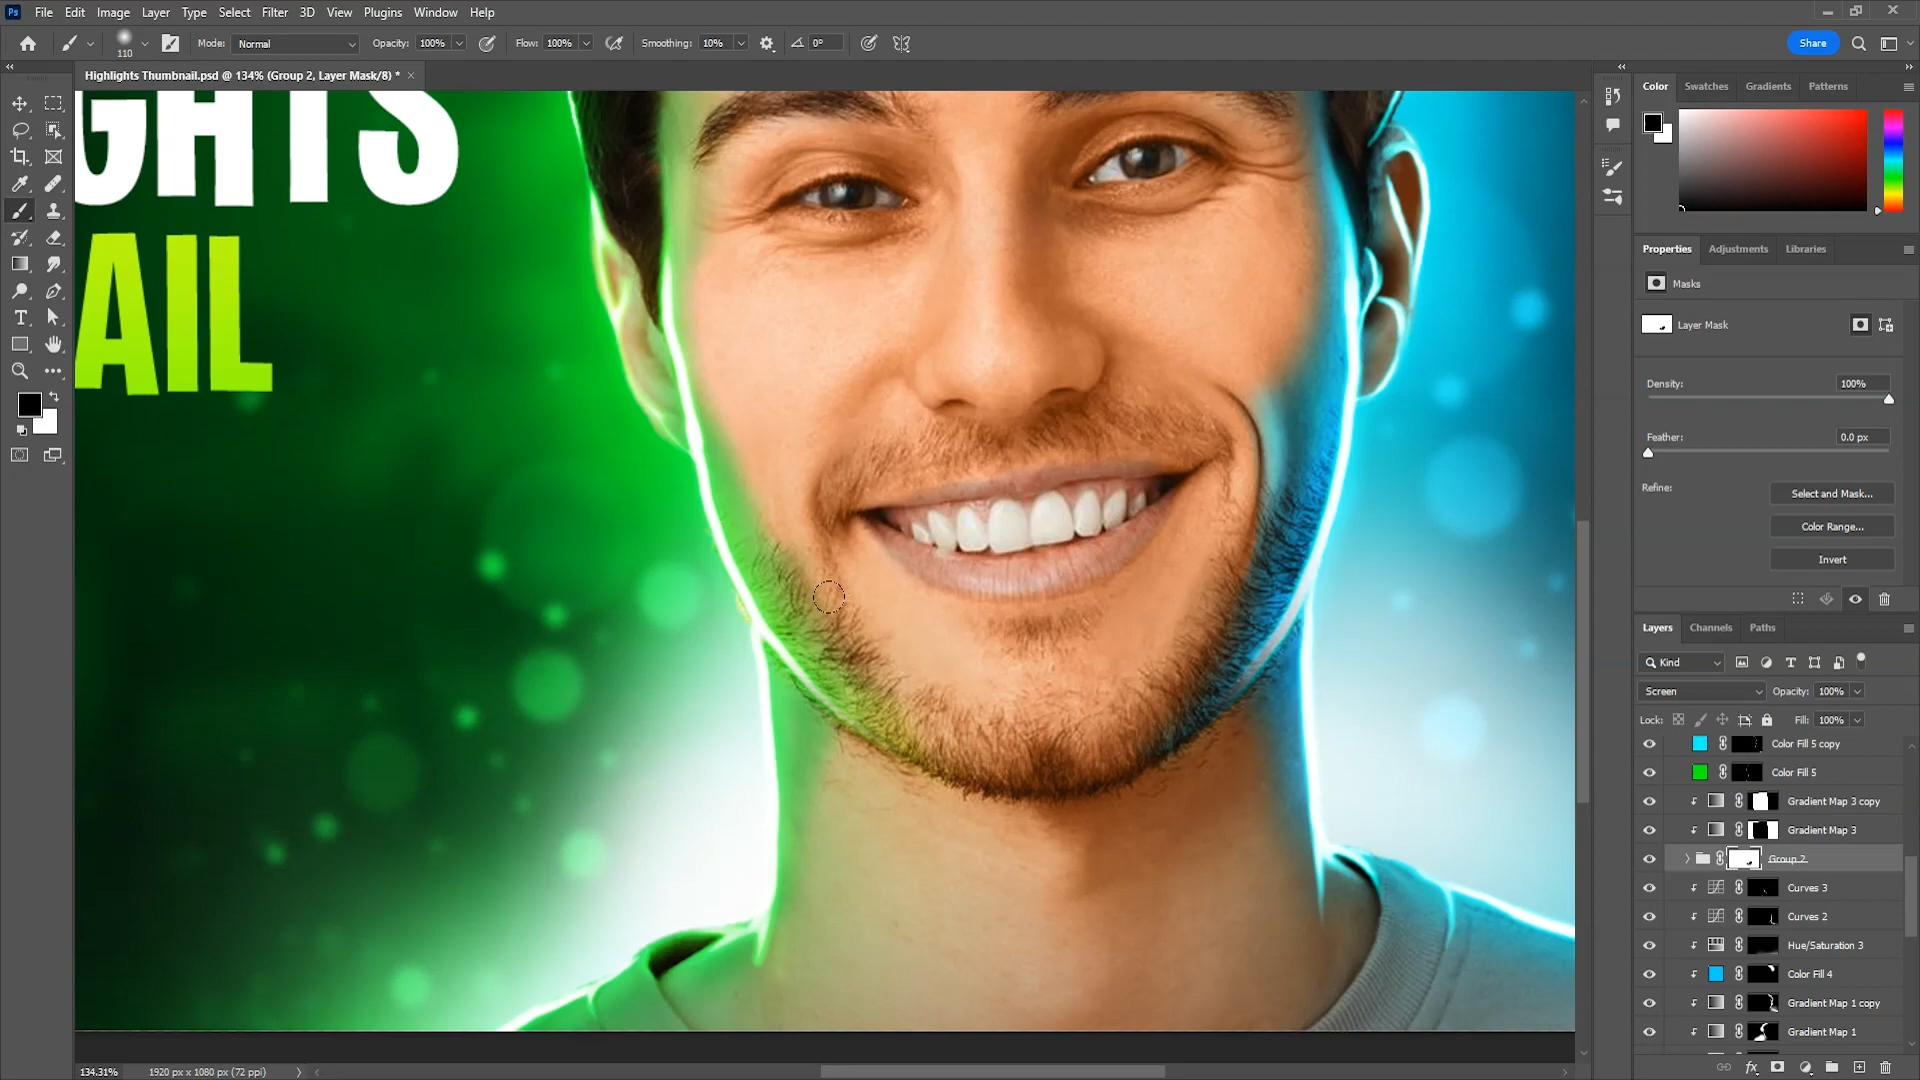 Ps File Edit Image Layer Type Select Filter 3D View Plugins Window Help
110 Mode: Normal Opacity: 100% Flow: 100% Smoothing: 10% 0° Share
Highlights Thumbnail.psd @ 134% (Group 2, Layer Mask/8) * ×
GHTS
AIL
Color Swatches Gradients Patterns
Properties Adjustments Libraries
Masks
Layer Mask
Density: 100%
Feather: 0.0 px
Refine: Select and Mask...
Color Range...
Invert
Layers Channels Paths
Kind
Screen Opacity: 100%
Lock: Fill: 100%
Color Fill 5 copy
Color Fill 5
Gradient Map 3 copy
Gradient Map 3
Group 2
Curves 3
Curves 2
Hue/Saturation 3
Color Fill 4
Gradient Map 1 copy
Gradient Map 1
134.31% 1920 px x 1080 px (72 ppi)